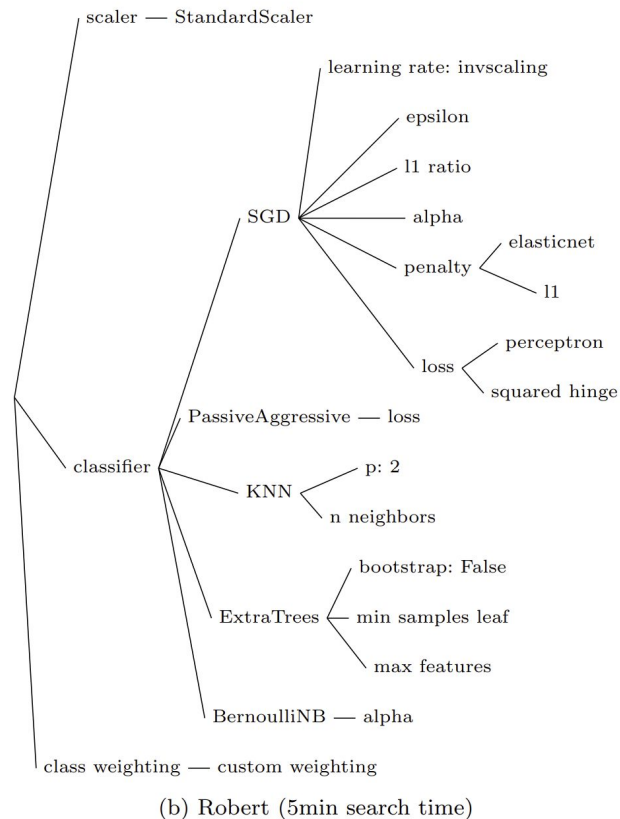 scaler — StandardScaler
learning rate: invscaling
epsilon
l1 ratio
SGD
alpha
elasticnet
penalty
l1
perceptron
loss
squared hinge
PassiveAggressive — loss
classifier
p: 2
KNN
n neighbors
bootstrap: False
ExtraTrees
min samples leaf
max features
BernoulliNB — alpha
class weighting — custom weighting
(b) Robert (5min search time)